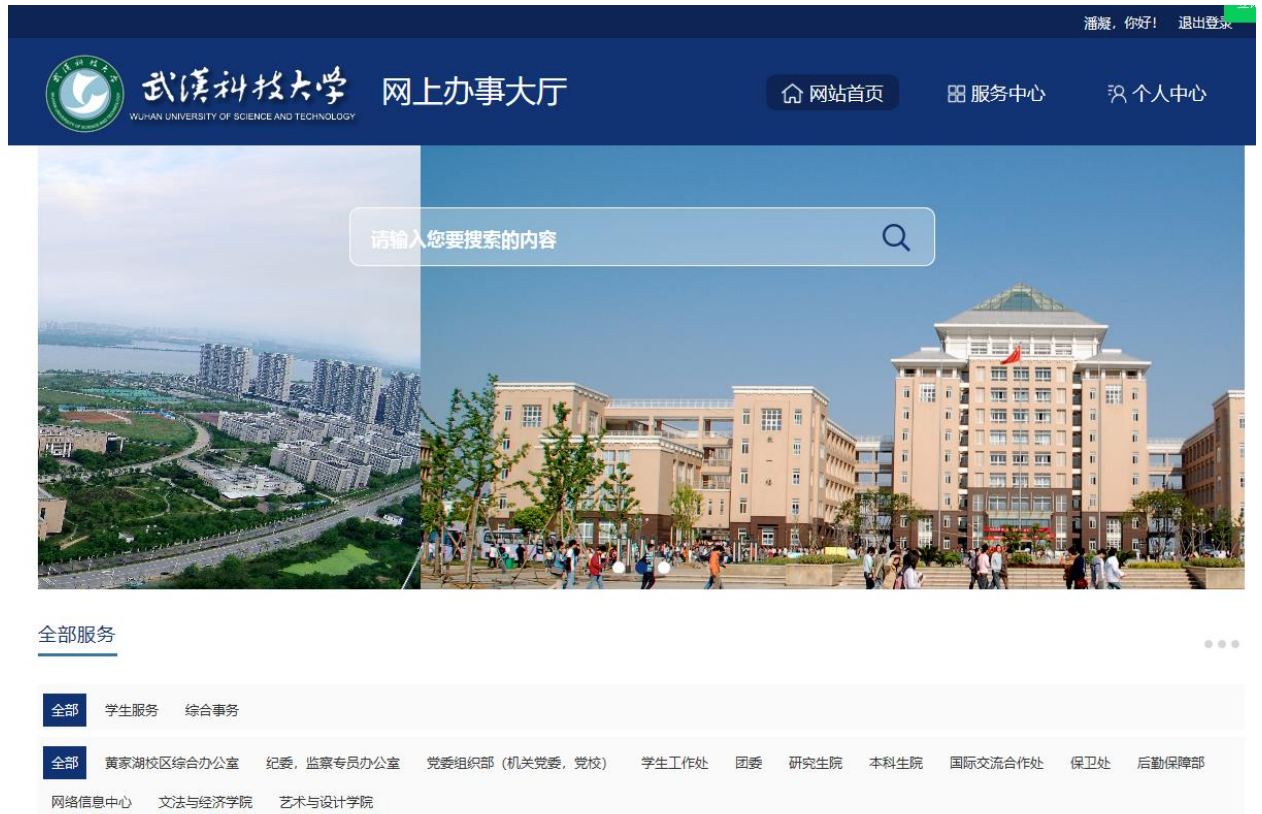 潘凝，你好！ 退出登录
武汉科技大学 网上办事大厅 网站首页 服务中心 个人中心
WUHAN UNIVERSITY OF SCIENCE AND TECHNOLOGY
请输入您要搜索的内容
全部服务
全部 学生服务 综合事务
全部 黄家湖校区综合办公室 纪委，监察专员办公室 党委组织部（机关党委，党校） 学生工作处 团委 研究生院 本科生院 国际交流合作处 保卫处 后勤保障部
网络信息中心 文法与经济学院 艺术与设计学院